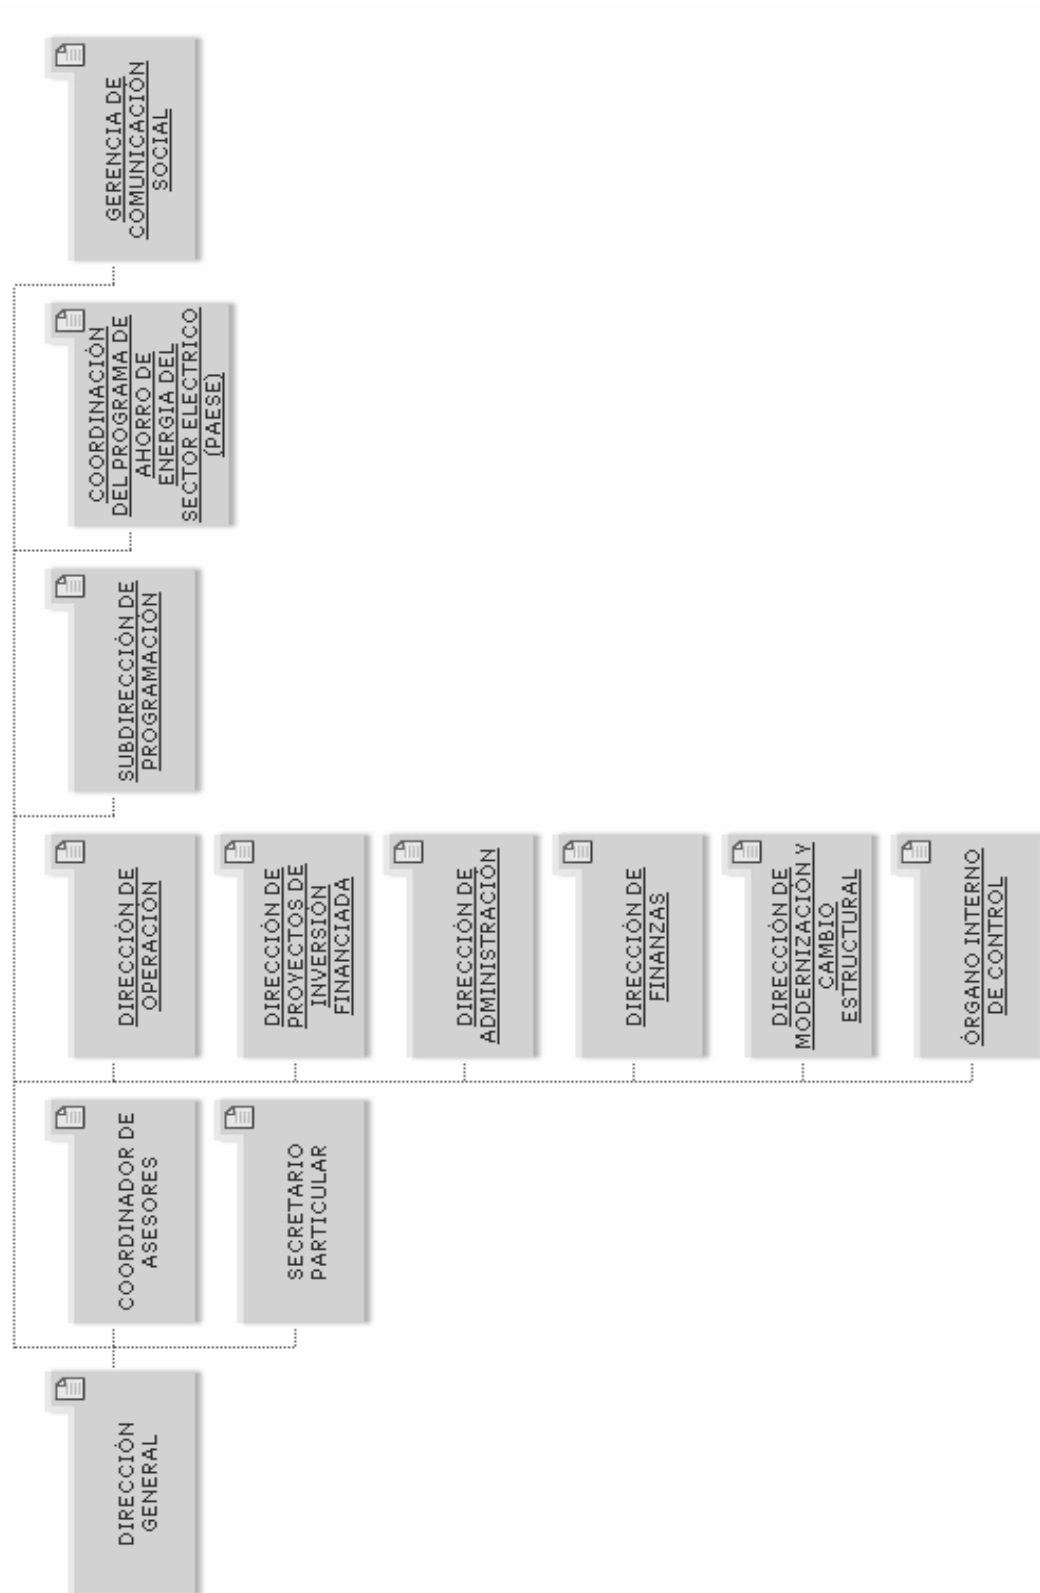 DIRECCIÓN
GENERAL
COORDINADOR DE
ASESORES
SECRETARIO
PARTICULAR
DIRECCIÓN DE
OPERACIÓN
DIRECCIÓN DE
PROYECTOS DE
INVERSIÓN
FINANCIADA
DIRECCIÓN DE
ADMINISTRACIÓN
DIRECCIÓN DE
FINANZAS
DIRECCIÓN DE
MODERNIZACIÓN Y
CAMBIO
ESTRUCTURAL
ÓRGANO INTERNO
DE CONTROL
SUBDIRECCIÓN DE
PROGRAMACIÓN
COORDINACIÓN
DEL PROGRAMA DE
AHORRO DE
ENERGIA DEL
SECTOR ELECTRICO
(PAESE)
GERENCIA DE
COMUNICACIÓN
SOCIAL